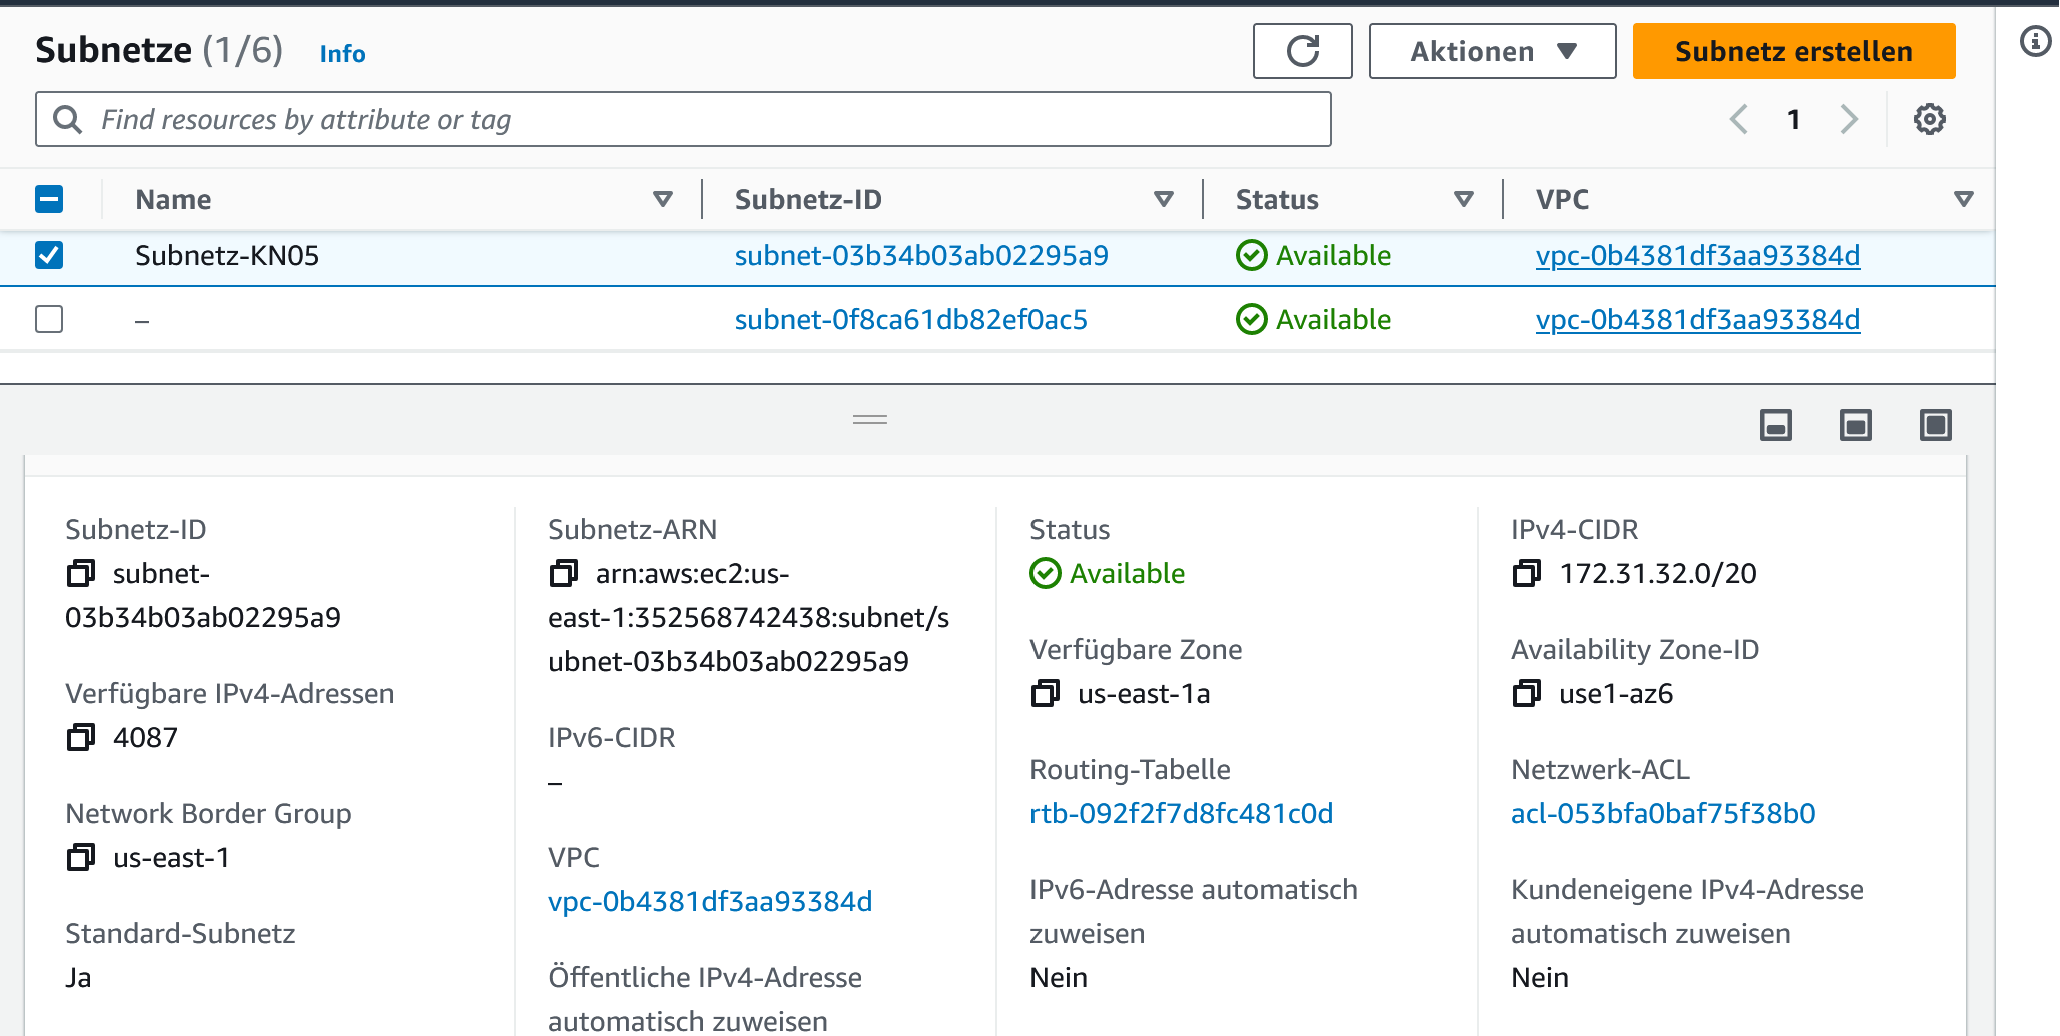 Subnetze (1/6) Info
Aktionen
Subnetz erstellen
Find resources by attribute or tag
1
Name Subnetz-ID Status VPC
Subnetz-KN05 subnet-03b34b03ab02295a9 Available vpc-0b4381df3aa93384d
– subnet-0f8ca61db82ef0ac5 Available vpc-0b4381df3aa93384d
Subnetz-ID
subnet-
03b34b03ab02295a9
Verfügbare IPv4-Adressen
4087
Network Border Group
us-east-1
Standard-Subnetz
Ja
Subnetz-ARN
arn:aws:ec2:us-
east-1:352568742438:subnet/s
ubnet-03b34b03ab02295a9
IPv6-CIDR
–
VPC
vpc-0b4381df3aa93384d
Öffentliche IPv4-Adresse
automatisch zuweisen
Status
Available
Verfügbare Zone
us-east-1a
Routing-Tabelle
rtb-092f2f7d8fc481c0d
IPv6-Adresse automatisch
zuweisen
Nein
IPv4-CIDR
172.31.32.0/20
Availability Zone-ID
use1-az6
Netzwerk-ACL
acl-053bfa0baf75f38b0
Kundeneigene IPv4-Adresse
automatisch zuweisen
Nein